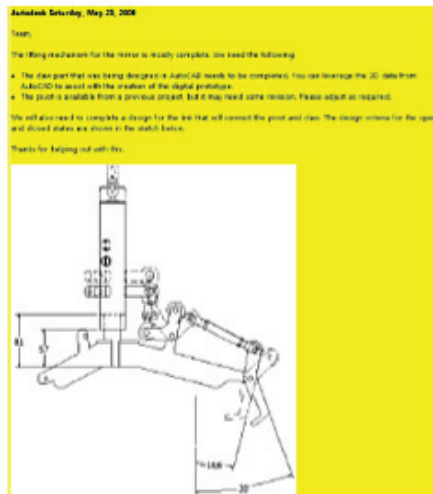 Autodesk Saturday, May 23, 2009
Team,
The lifting mechanism for the mirror is mostly complete. We need the following
• The claw part that was being designed in AutoCAD needs to be completed. You can leverage the 2D data from
AutoCAD to assist with the creation of the digital prototype.
• The pivot is available from a previous project, but it may need some revision. Please adjust as required.
We will also need to complete a design for the link that will connect the pivot and claw. The design criteria for the open
and closed states are shown in the sketch below.
Thanks for helping out with this.
81
57
20